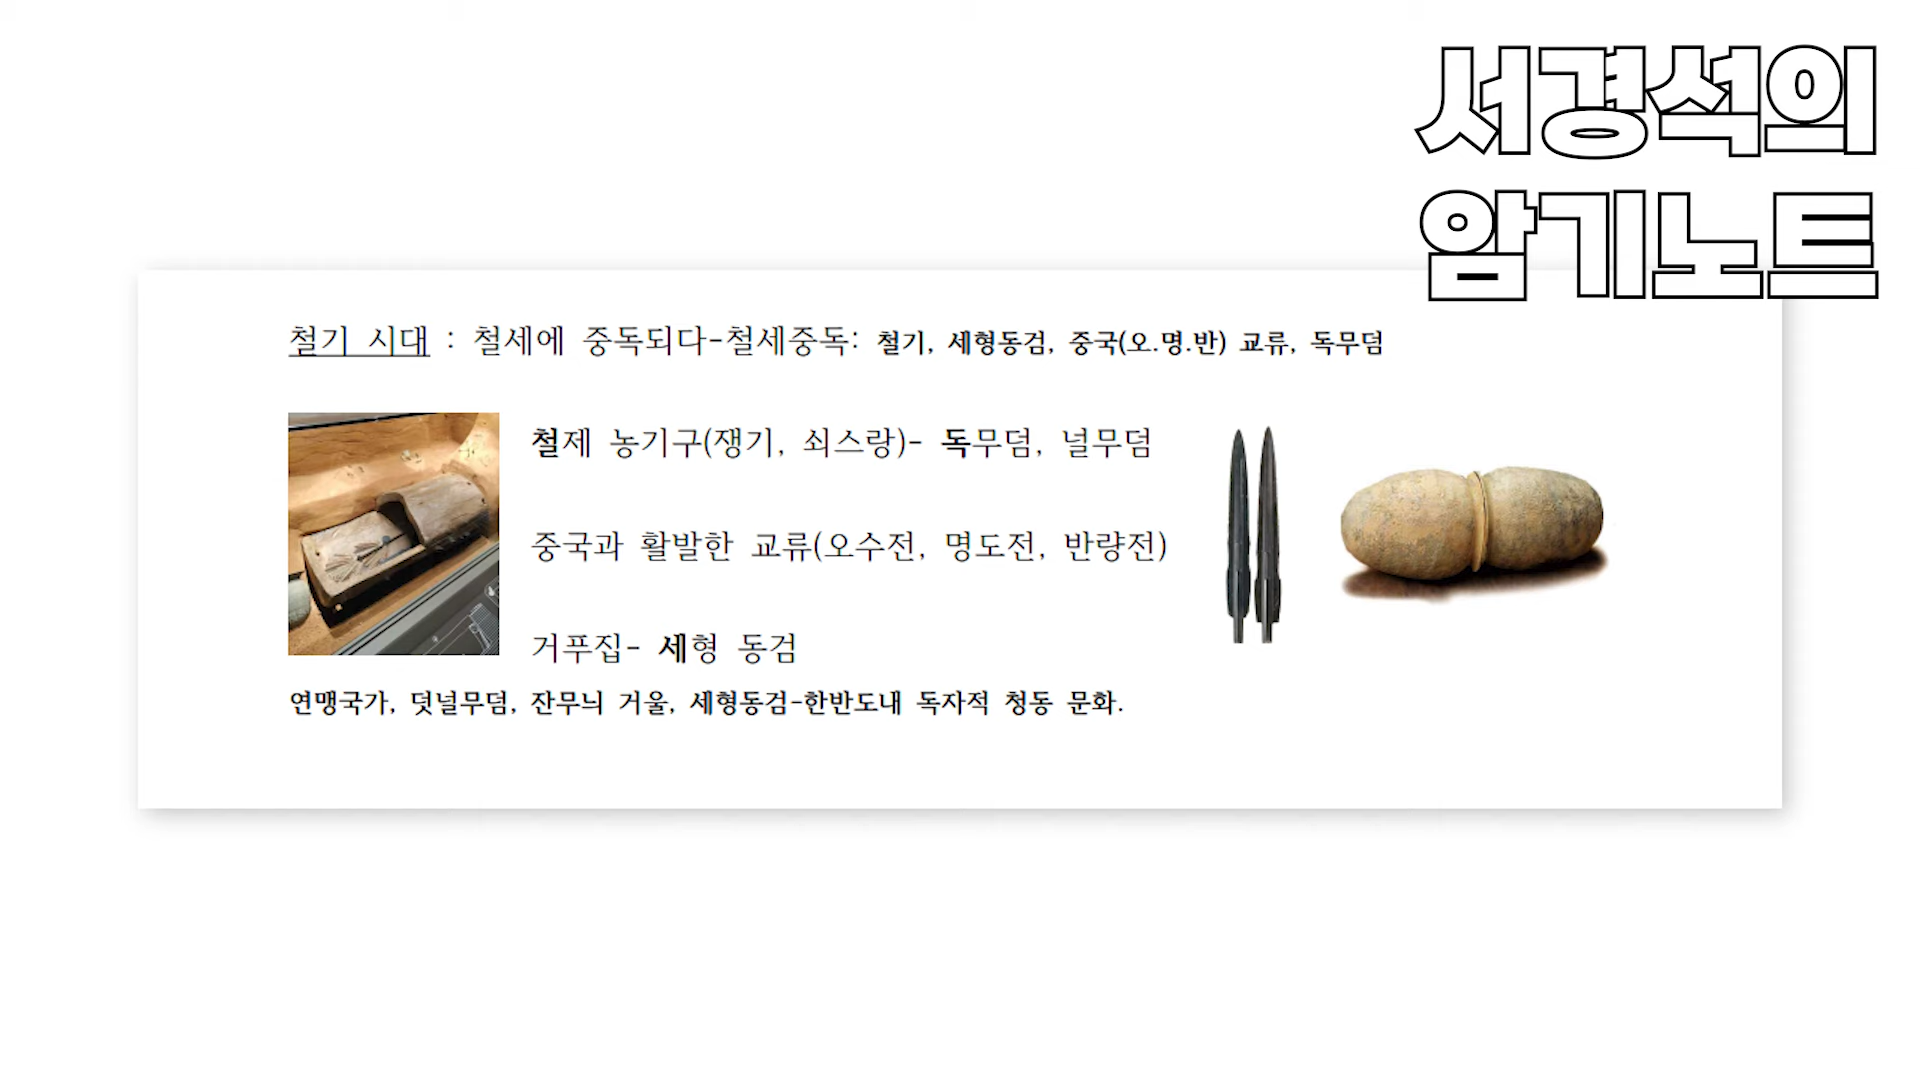 서경석의
암기노트
철기 시대 : 철세에 중독되다-철세중독: 철기, 세형동검, 중국(오.명.반) 교류, 독무덤
철제 농기구(쟁기, 쇠스랑)- 독무덤, 널무덤
중국과 활발한 교류(오수전, 명도전, 반량전)
거푸집- 세형 동검
연맹국가, 덧널무덤, 잔무늬 거울, 세형동검-한반도내 독자적 청동 문화.